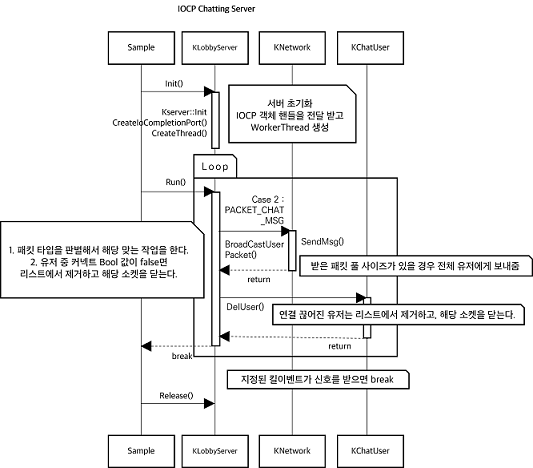 IOCP Chatting Server
Sample
KLobbyServer
KNetwork
KChatUser
Init()
Kserver::Init
CreateIoCompletionPort()
CreateThread()
서버 초기화
IOCP 객체 핸들을 전달 받고
WorkerThread 생성
Loop
Run()
Case 2 :
PACKET_CHAT
_MSG
1. 패킷 타입을 판별해서 해당 맞는 작업을 한다.
2. 유저 중 커넥트 Bool 값이 false면
리스트에서 제거하고 해당 소켓을 닫는다.
BroadCastUser
Packet()
SendMsg()
받은 패킷 풀 사이즈가 있을 경우 전체 유저에게 보내줌
return
DelUser()
연결 끊어진 유저는 리스트에서 제거하고, 해당 소켓을 닫는다.
return
break
지정된 킬이벤트가 신호를 받으면 break
Release()
Sample
KLobbyServer
KNetwork
KChatUser